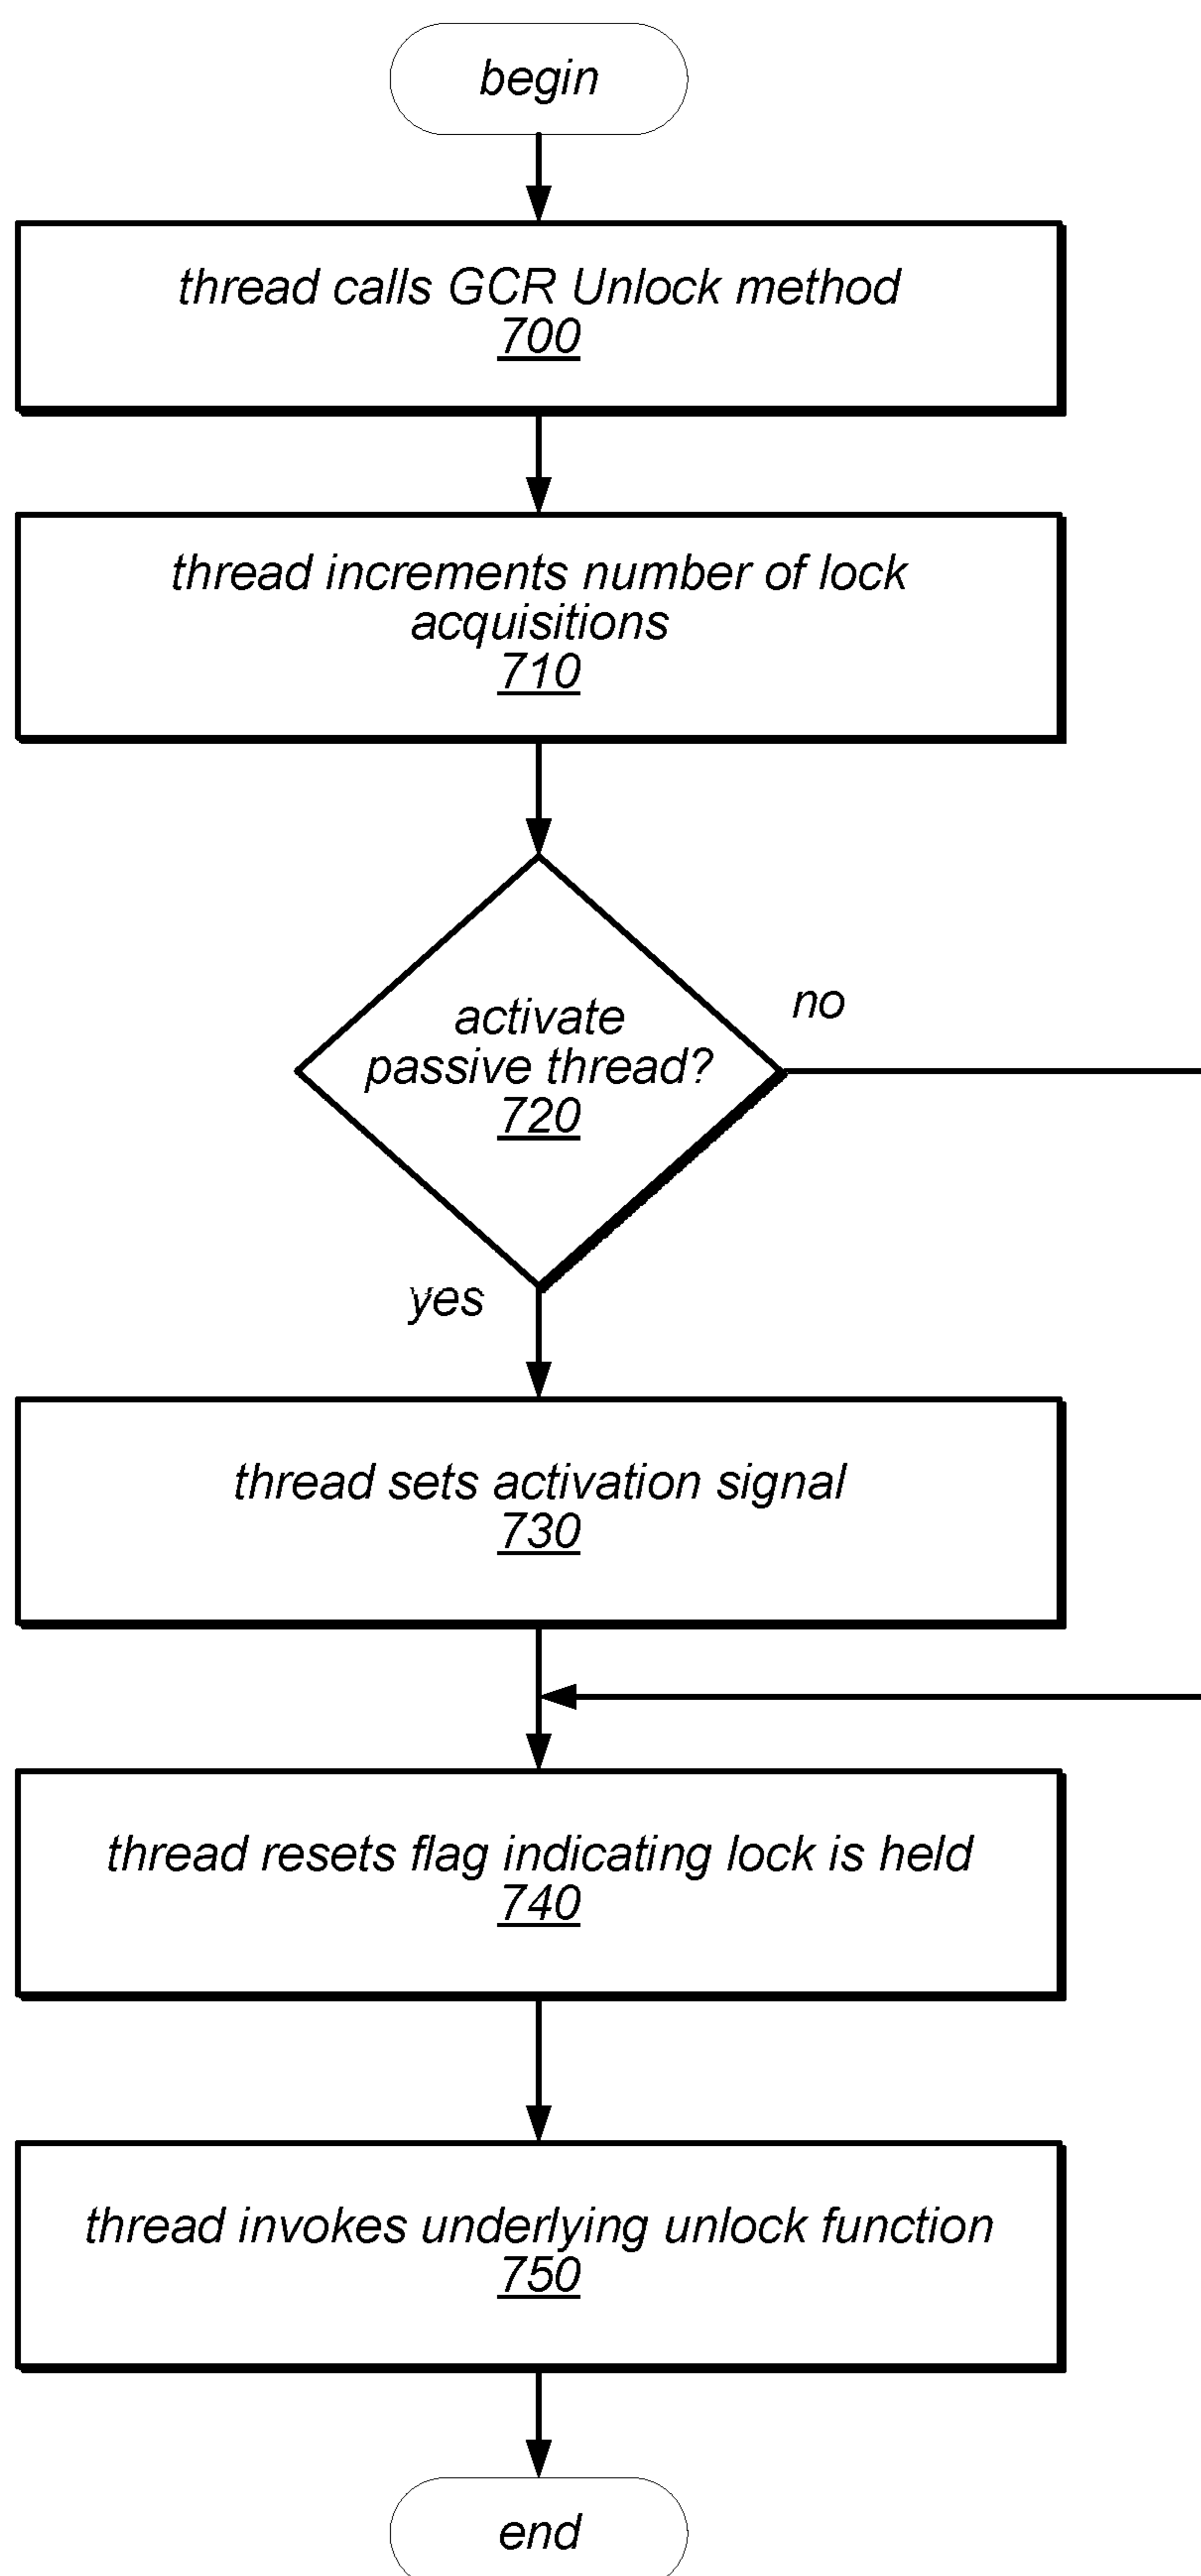 begin
thread calls GCR Unlock method
700
thread increments number of lock
acquisitions
710
activate
passive thread?
720
no
yes
thread sets activation signal
730
thread resets flag indicating lock is held
740
thread invokes underlying unlock function
750
end